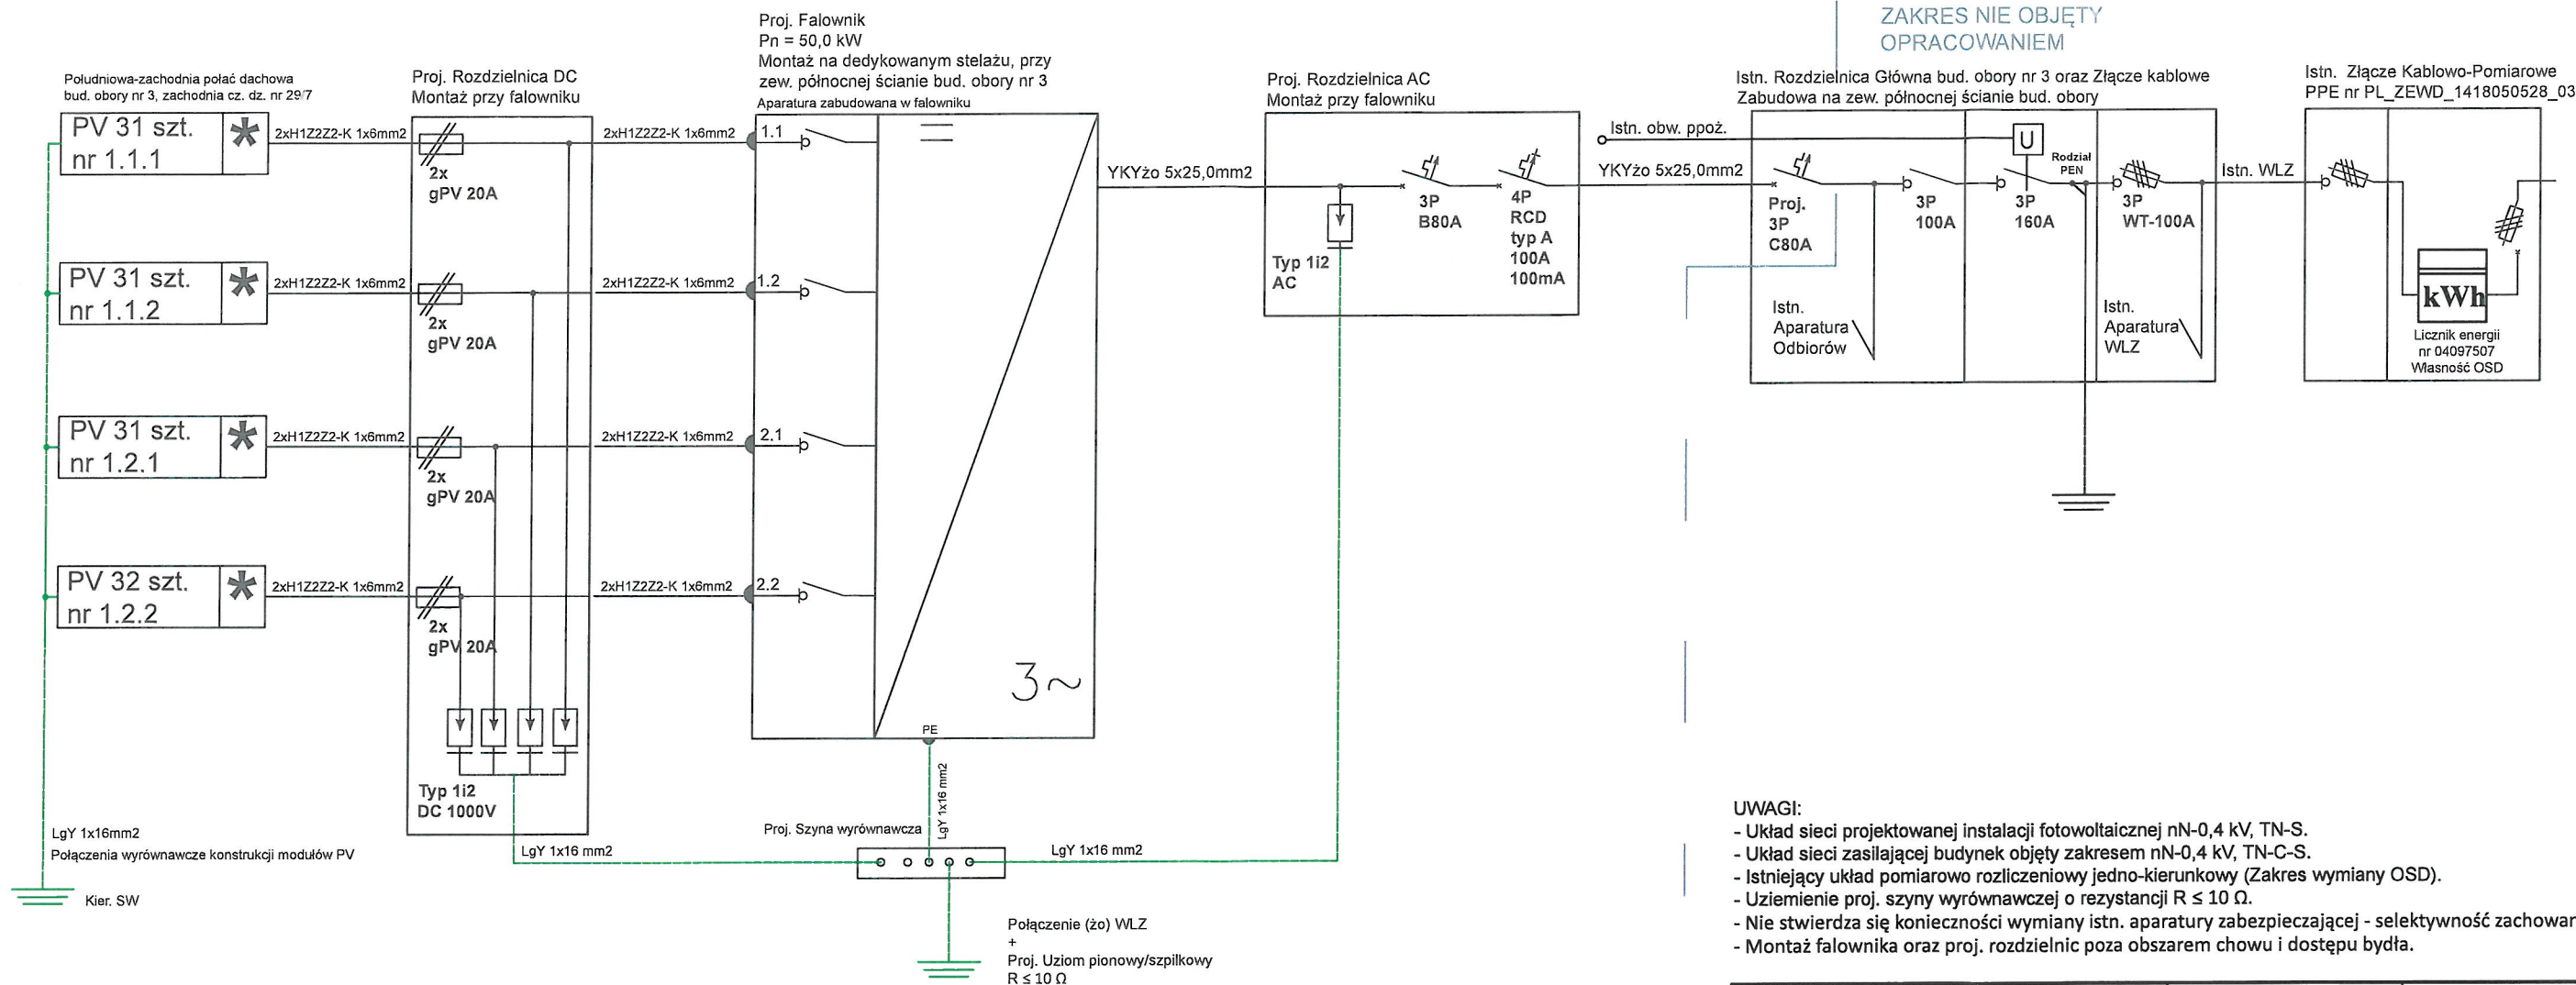 ZAKRES NIE OBJĘTY
OPRACOWANIEM
Południowa-zachodnia połać dachowa
bud. obory nr 3, zachodnia cz. dz. nr 29/7
PV 31 szt.
nr 1.1.1
*
2xH1Z2Z2-K 1x6mm2
PV 31 szt.
nr 1.1.2
*
2xH1Z2Z2-K 1x6mm2
PV 31 szt.
nr 1.2.1
*
2xH1Z2Z2-K 1x6mm2
PV 32 szt.
nr 1.2.2
*
2xH1Z2Z2-K 1x6mm2
LgY 1x16mm2
Połączenia wyrównawcze konstrukcji modułów PV
Kier. SW
Proj. Rozdzielnica DC
Montaż przy falowniku
2x
gPV 20A
2x
gPV 20A
2x
gPV 20A
2x
gPV 20A
Typ 1i2
DC 1000V
2xH1Z2Z2-K 1x6mm2
2xH1Z2Z2-K 1x6mm2
2xH1Z2Z2-K 1x6mm2
2xH1Z2Z2-K 1x6mm2
LgY 1x16 mm2
Proj. Falownik
Pn = 50,0 kW
Montaż na dedykowanym stelażu, przy
zew. północnej ścianie bud. obory nr 3
Aparatura zabudowana w falowniku
1.1
1.2
2.1
2.2
3~
PE
LgY 1x16 mm2
Proj. Szyna wyrównawcza
LgY 1x16 mm2
Połączenie (żo) WLZ
+
Proj. Uziom pionowy/szpilkowy
R ≤ 10 Ω
YKYżo 5x25,0mm2
Proj. Rozdzielnica AC
Montaż przy falowniku
Typ 1i2
AC
3P
B80A
4P
RCD
typ A
100A
100mA
Istn. obw. ppoż.
YKYżo 5x25,0mm2
Istn. Rozdzielnica Główna bud. obory nr 3 oraz Złącze kablowe
Zabudowa na zew. północnej ścianie bud. obory
Proj.
3P
C80A
Istn.
Aparatura
Odbiorów
3P
100A
U
3P
160A
Rodział
PEN
3P
WT-100A
Istn.
Aparatura
WLZ
Istn. WLZ
Istn. Złącze Kablowo-Pomiarowe
PPE nr PL_ZEWD_1418050528_03
kWh
Licznik energii
nr 04097507
Własność OSD
UWAGI:
- Układ sieci projektowanej instalacji fotowoltaicznej nN-0,4 kV, TN-S.
- Układ sieci zasilającej budynek objęty zakresem nN-0,4 kV, TN-C-S.
- Istniejący układ pomiarowo rozliczeniowy jedno-kierunkowy (Zakres wymiany OSD).
- Uziemienie proj. szyny wyrównawczej o rezystancji R ≤ 10 Ω.
- Nie stwierdza się konieczności wymiany istn. aparatury zabezpieczającej - selektywność zachowan
- Montaż falownika oraz proj. rozdzielnic poza obszarem chowu i dostępu bydła.